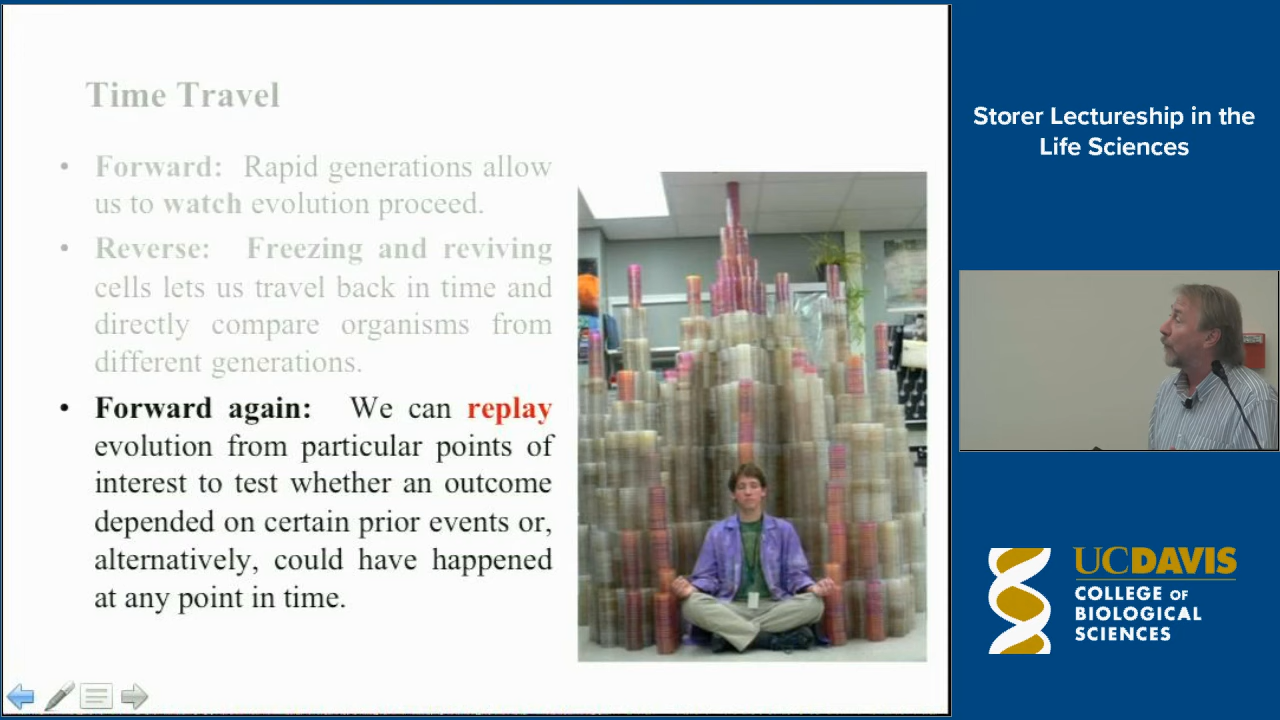 Time Travel
• Forward: Rapid generations allow
us to watch evolution proceed.
• Reverse: Freezing and reviving
cells lets us travel back in time and
directly compare organisms from
different generations.
• Forward again: We can replay
evolution from particular points of
interest to test whether an outcome
depended on certain prior events or,
alternatively, could have happened
at any point in time.
Storer Lectureship in the
Life Sciences
UCDAVIS
COLLEGE OF
BIOLOGICAL
SCIENCES